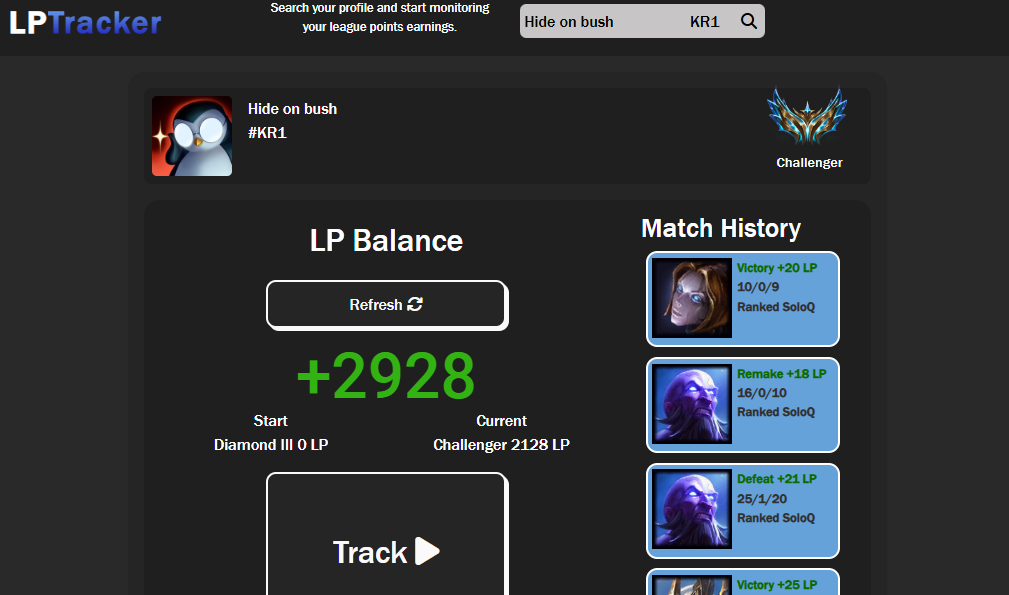 LPTracker
Search your profile and start monitoring
your league points earnings.
Hide on bush KR1
Hide on bush
#KR1
Challenger
LP Balance
Refresh
+2928
Start
Diamond III 0 LP
Current
Challenger 2128 LP
Track
Match History
Victory +20 LP
10/0/9
Ranked SoloQ
Remake +18 LP
16/0/10
Ranked SoloQ
Defeat +21 LP
25/1/20
Ranked SoloQ
Victory +25 LP